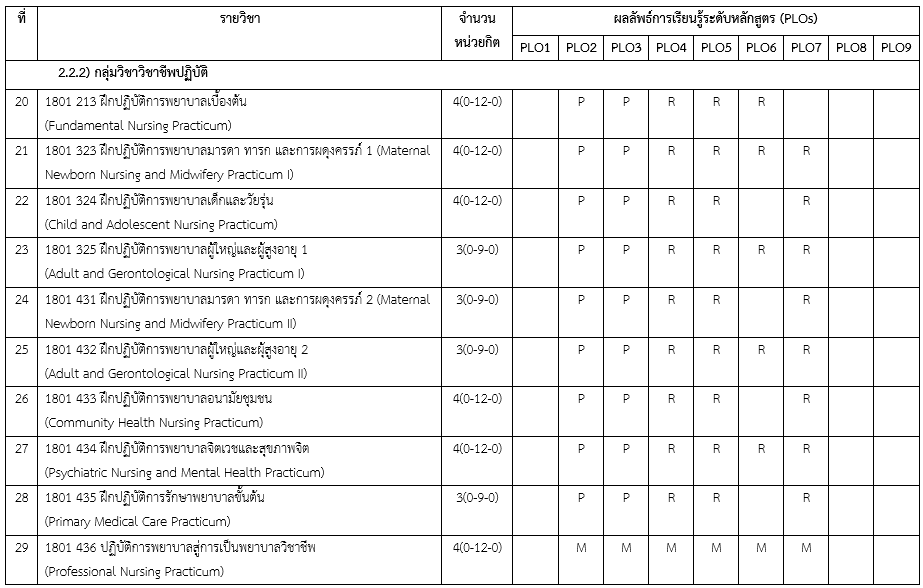 ที่ รายวิชา จำนวน ผลลัพธ์การเรียนรู้ระดับหลักสูตร (PLOs)
หน่วยกิต PLO1 PLO2 PLO3 PLO4 PLO5 PLO6 PLO7 PLO8 PLO9
2.2.2) กลุ่มวิชาวิชาชีพปฏิบัติ
20 1801 213 ฝึกปฏิบัติการพยาบาลเบื้องต้น 4(0-12-0) P P R R R
(Fundamental Nursing Practicum)
21 1801 323 ฝึกปฏิบัติการพยาบาลมารดา ทารก และการผดุงครรภ์ 1 (Maternal 4(0-12-0) P P R R R R
Newborn Nursing and Midwifery Practicum I)
22 1801 324 ฝึกปฏิบัติการพยาบาลเด็กและวัยรุ่น 4(0-12-0) P P R R R
(Child and Adolescent Nursing Practicum)
23 1801 325 ฝึกปฏิบัติการพยาบาลผู้ใหญ่และผู้สูงอายุ 1 3(0-9-0) P P R R R R
(Adult and Gerontological Nursing Practicum I)
24 1801 431 ฝึกปฏิบัติการพยาบาลมารดา ทารก และการผดุงครรภ์ 2 (Maternal 3(0-9-0) P P R R R
Newborn Nursing and Midwifery Practicum II)
25 1801 432 ฝึกปฏิบัติการพยาบาลผู้ใหญ่และผุ้สูงอายุ 2 3(0-9-0) P P R R R R
(Adult and Gerontological Nursing Practicum II)
26 1801 433 ฝึกปฏิบัติการพยาบาลอนามัยชุมชน 4(0-12-0) P P R R R
(Community Health Nursing Practicum)
27 1801 434 ฝึกปฏิบัติการพยาบาลจิตเวชและสุขภาพจิต 4(0-12-0) P P R R R R
(Psychiatric Nursing and Mental Health Practicum)
28 1801 435 ฝึกปฏิบัติการรักษาพยาบาลขั้นต้น 3(0-9-0) P P R R R
(Primary Medical Care Practicum)
29 1801 436 ปฏิบัติการพยาบาลสู่การเป็นพยาบาลวิชาชีพ 4(0-12-0) M M M M M M
(Professional Nursing Practicum)